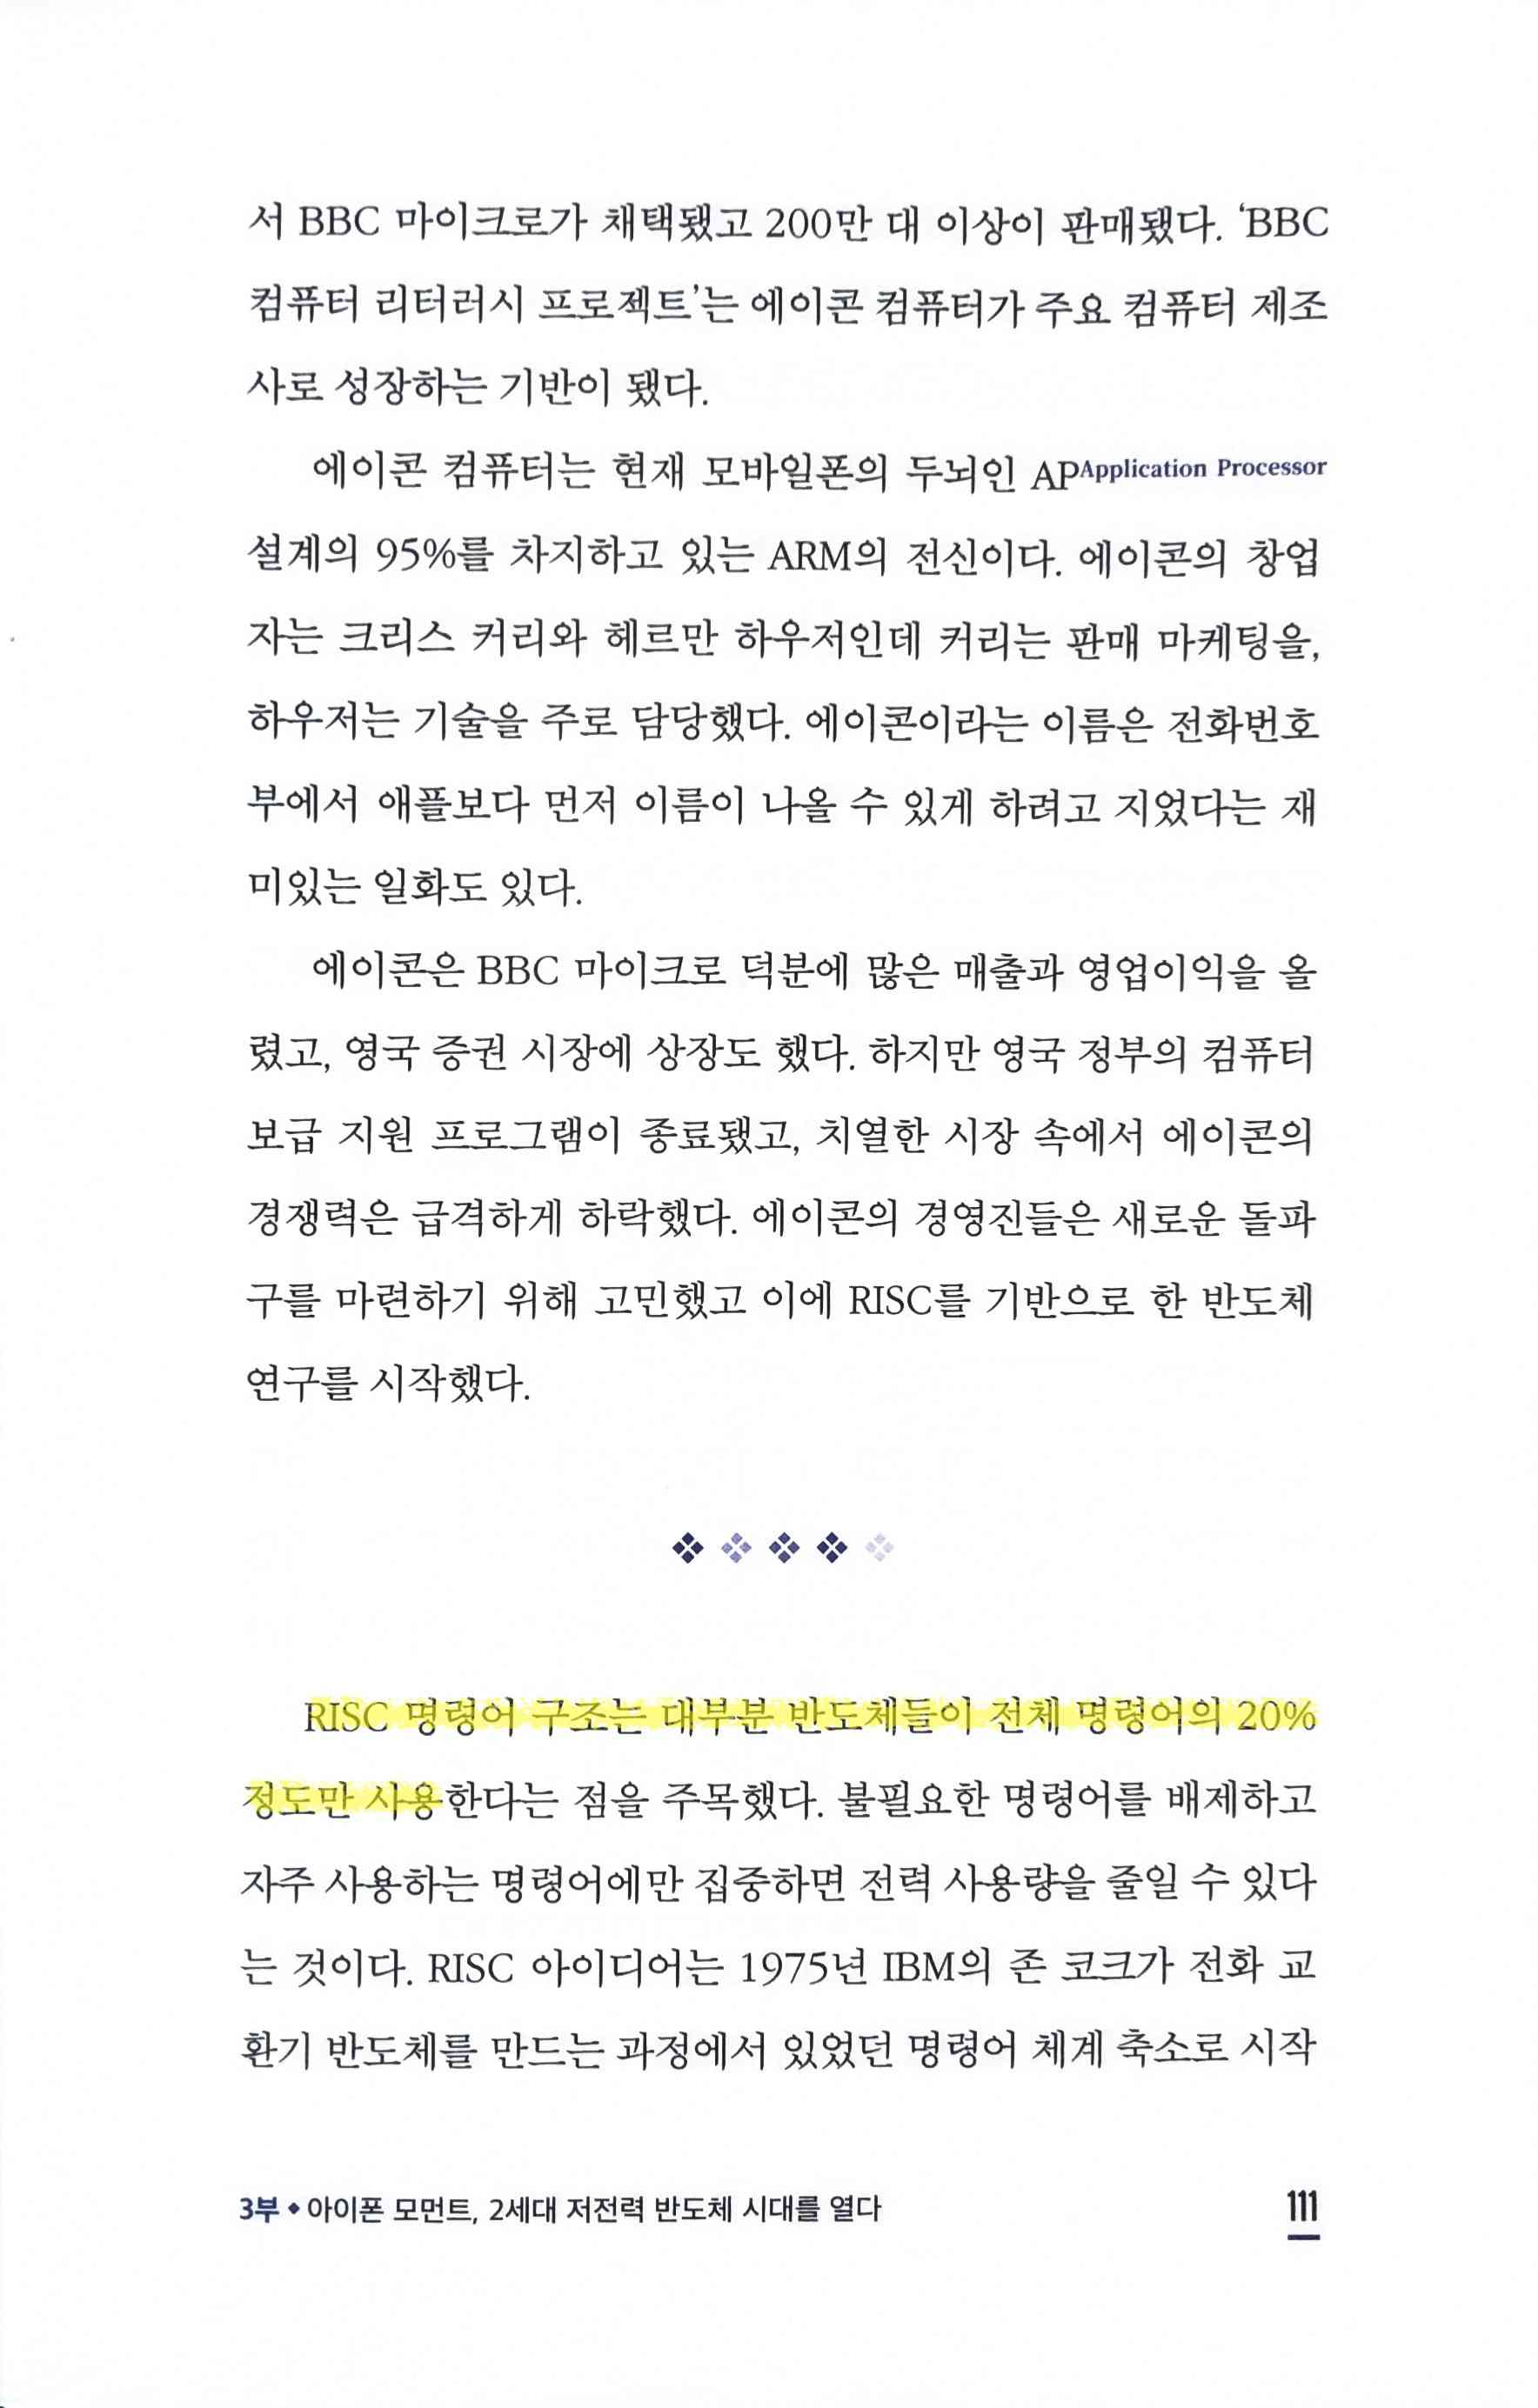 서 BBC 마이크로가 채택됐고 200만 대 이상이 판매됐다. ‘BBC
컴퓨터 리터러시 프로젝트’는 에이콘 컴퓨터가 주요 컴퓨터 제조
사로 성장하는 기반이 됐다.
에이콘 컴퓨터는 현재 모바일폰의 두뇌인 APApplication Processor
설계의 95%를 차지하고 있는 ARM의 전신이다. 에이콘의 창업
자는 크리스 커리와 헤르만 하우저인데 커리는 판매 마케팅을,
하우저는 기술을 주로 담당했다. 에이콘이라는 이름은 전화번호
부에서 애플보다 먼저 이름이 나올 수 있게 하려고 지었다는 재
미있는 일화도 있다.
에이콘은 BBC 마이크로 덕분에 많은 매출과 영업이익을 올
렸고, 영국 증권 시장에 상장도 했다. 하지만 영국 정부의 컴퓨터
보급 지원 프로그램이 종료됐고, 치열한 시장 속에서 에이콘의
경쟁력은 급격하게 하락했다. 에이콘의 경영진들은 새로운 돌파
구를 마련하기 위해 고민했고 이에 RISC를 기반으로 한 반도체
연구를 시작했다.
RISC 명령어 구조는 대부분 반도체들이 전체 명령어의 20%
정도만 사용한다는 점을 주목했다. 불필요한 명령어를 배제하고
자주 사용하는 명령어에만 집중하면 전력 사용량을 줄일 수 있다
는 것이다. RISC 아이디어는 1975년 IBM의 존 코크가 전화 교
환기 반도체를 만드는 과정에서 있었던 명령어 체계 축소로 시작
3부 ◆ 아이폰 모먼트, 2세대 저전력 반도체 시대를 열다
111